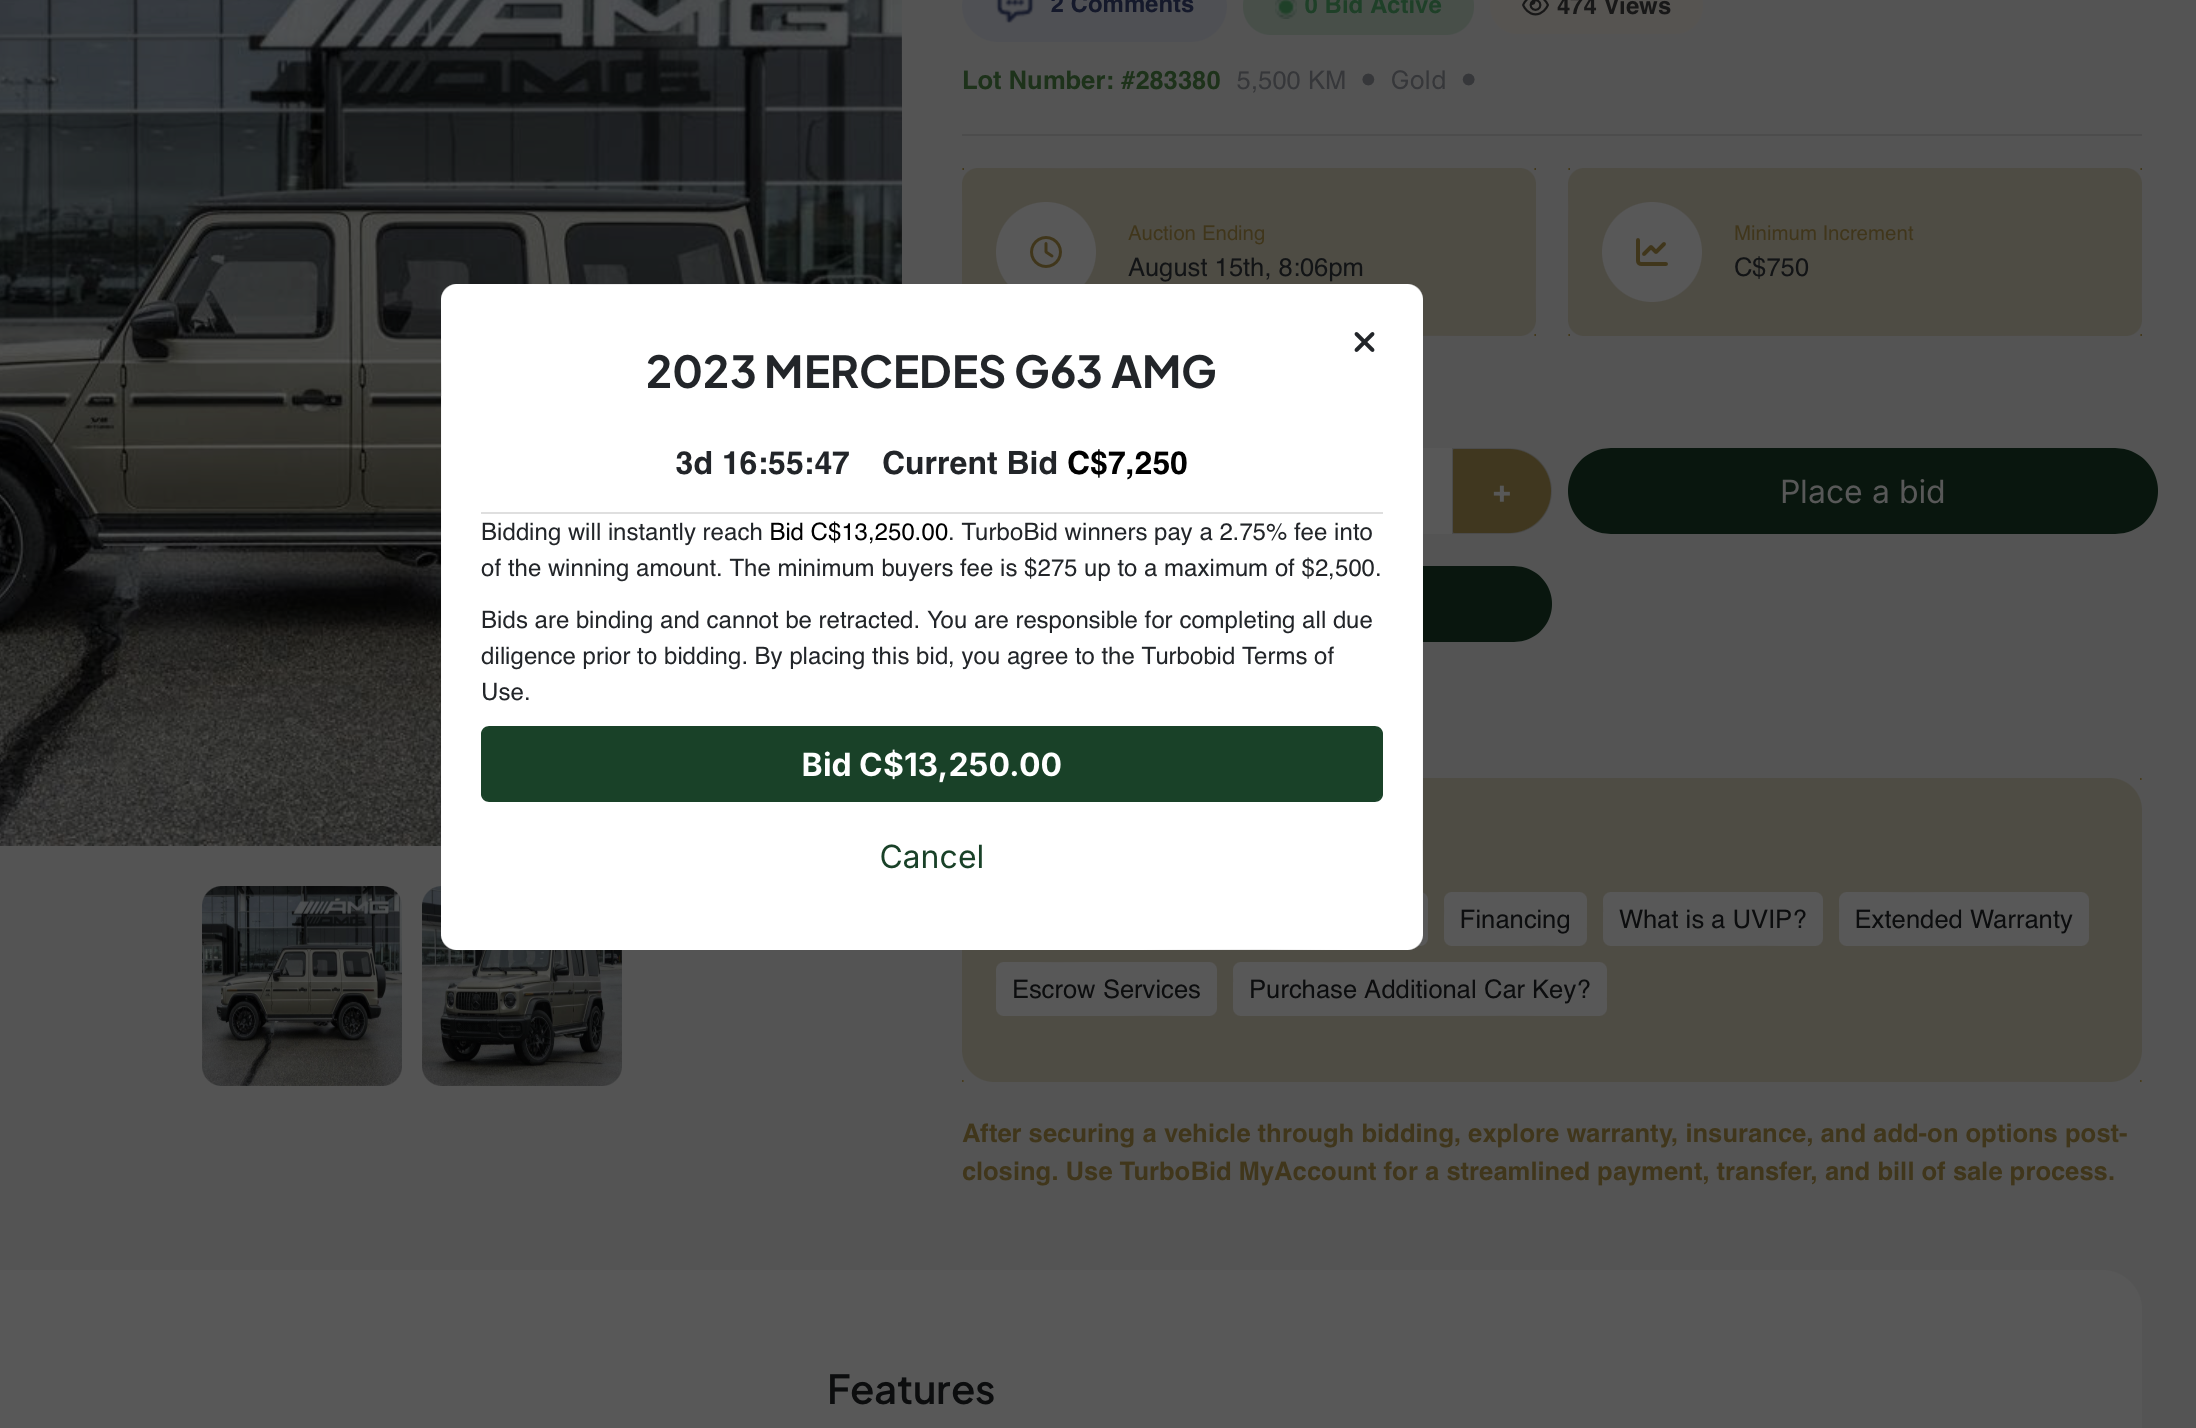 AMG
AMG
2 Comments
0 Bid Active
474 Views
Lot Number: #283380 5,500 KM • Gold •
Auction Ending
August 15th, 8:06pm
Minimum Increment
C$750
+
Place a bid
2023 MERCEDES G63 AMG
3d 16:55:47 Current Bid C$7,250
Bidding will instantly reach Bid C$13,250.00. TurboBid winners pay a 2.75% fee into
of the winning amount. The minimum buyers fee is $275 up to a maximum of $2,500.
Bids are binding and cannot be retracted. You are responsible for completing all due
diligence prior to bidding. By placing this bid, you agree to the Turbobid Terms of
Use.
Bid C$13,250.00
Cancel
AMG
Financing
What is a UVIP?
Extended Warranty
Escrow Services
Purchase Additional Car Key?
After securing a vehicle through bidding, explore warranty, insurance, and add-on options post-
closing. Use TurboBid MyAccount for a streamlined payment, transfer, and bill of sale process.
Features